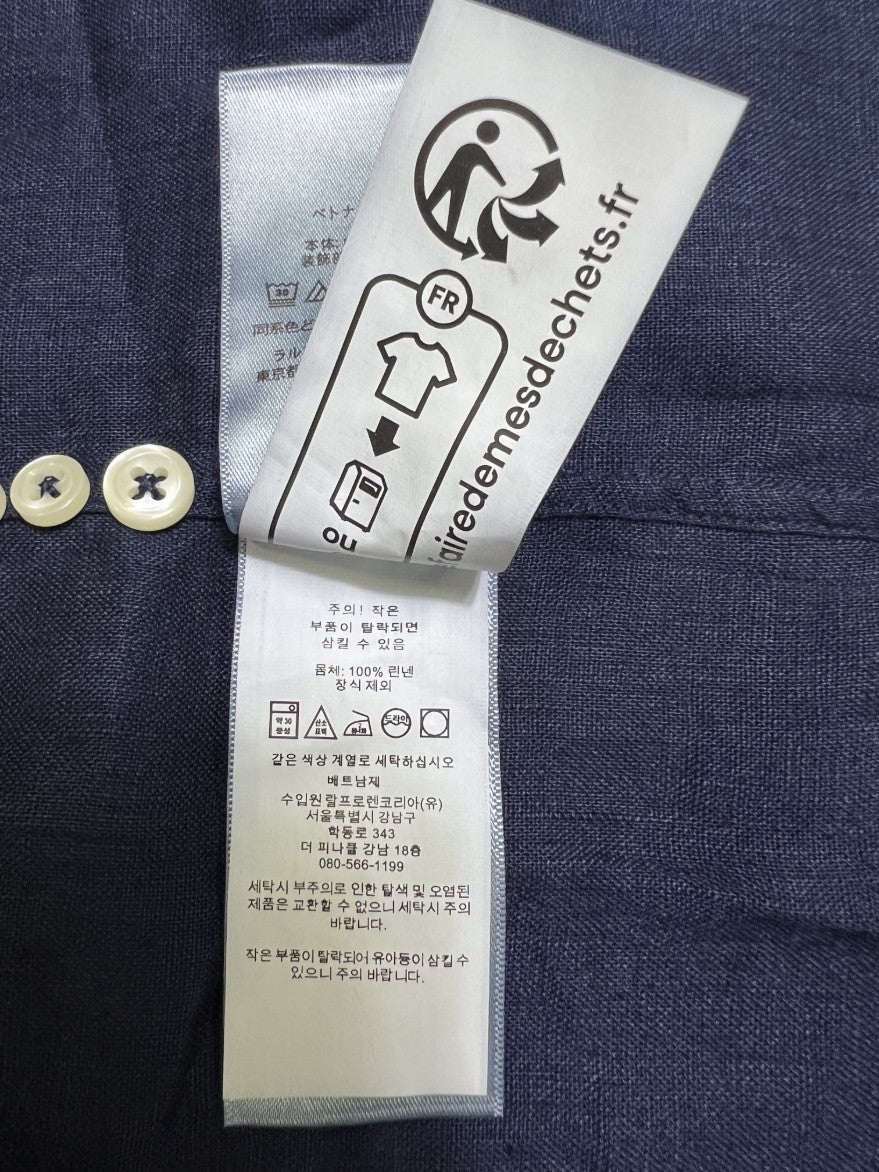 ベトナ
本体:
装飾
30
同系色と
ラル
東京都
FR
fairedemesdechets.fr
OU
주의! 작은
부품이 탈락되면
삼킬 수 있음
몸체: 100% 린넨
장식 제외
약 30
중성
산소
표백
드라이
같은 색상 계열로 세탁하십시오
베트남제
수입원 랄프로렌코리아(유)
서울특별시 강남구
학동로 343
더 피나클 강남 18층
080-566-1199
세탁시 부주의로 인한 탈색 및 오염된
제품은 교환할 수 없으니 세탁시 주의
바랍니다.
작은 부품이 탈락되어 유아등이 삼킬 수
있으니 주의 바랍니다.